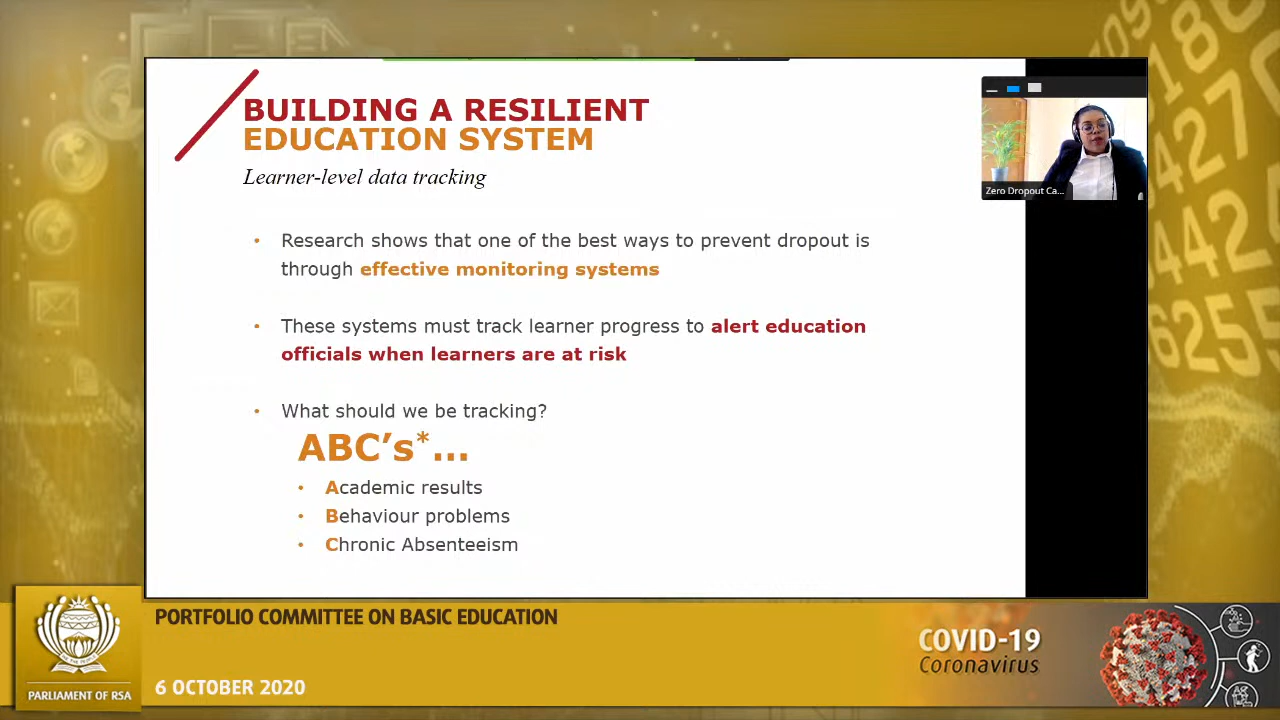 BUILDING A RESILIENT
EDUCATION SYSTEM
Learner-level data tracking
• Research shows that one of the best ways to prevent dropout is
through effective monitoring systems
• These systems must track learner progress to alert education
officials when learners are at risk
• What should we be tracking?
ABC’s*...
• Academic results
• Behaviour problems
• Chronic Absenteeism
Zero Dropout Ca...
PORTFOLIO COMMITTEE ON BASIC EDUCATION
6 OCTOBER 2020
PARLIAMENT OF RSA
COVID-19
Coronavirus